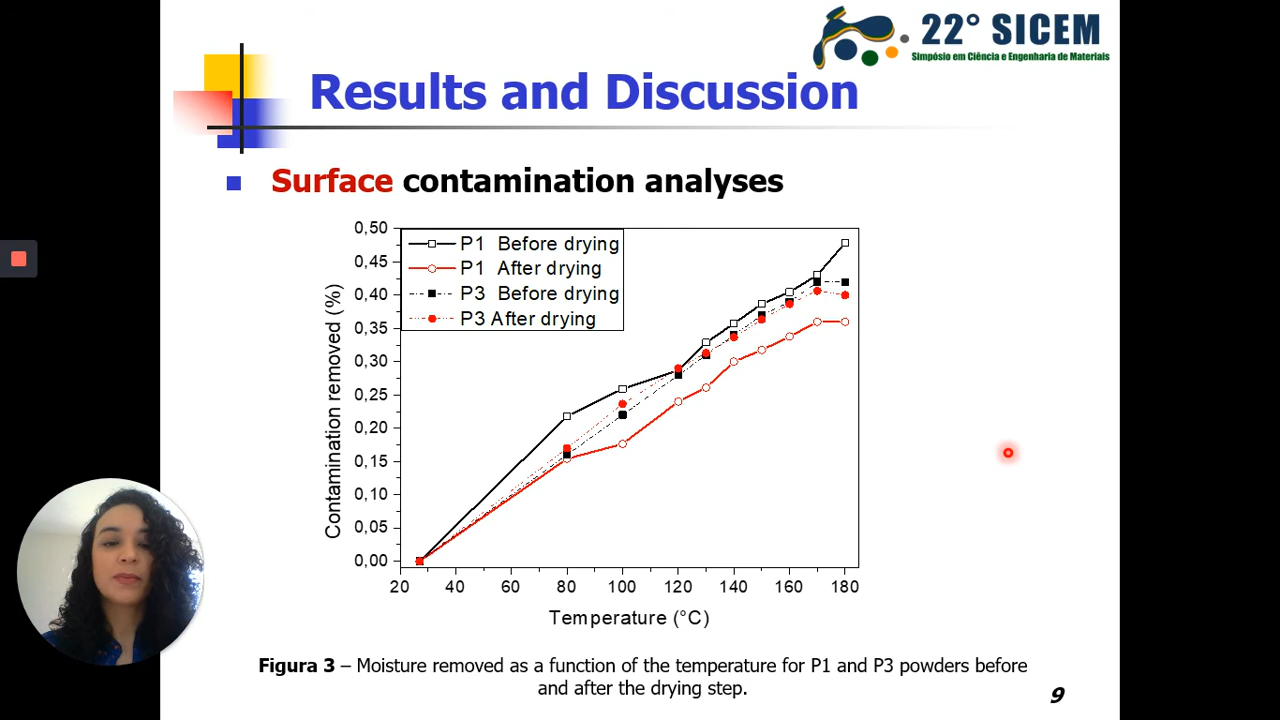 22° SICEM
Simpósio em Ciência e Engenharia de Materiais
Results and Discussion
Surface contamination analyses
0,50
0,45
0,40
0,35
0,30
0,25
0,20
0,15
0,10
0,05
0,00
Contamination removed (%)
P1 Before drying
P1 After drying
P3 Before drying
P3 After drying
20 40 60 80 100 120 140 160 180
Temperature (°C)
Figura 3 – Moisture removed as a function of the temperature for P1 and P3 powders before
and after the drying step.
9